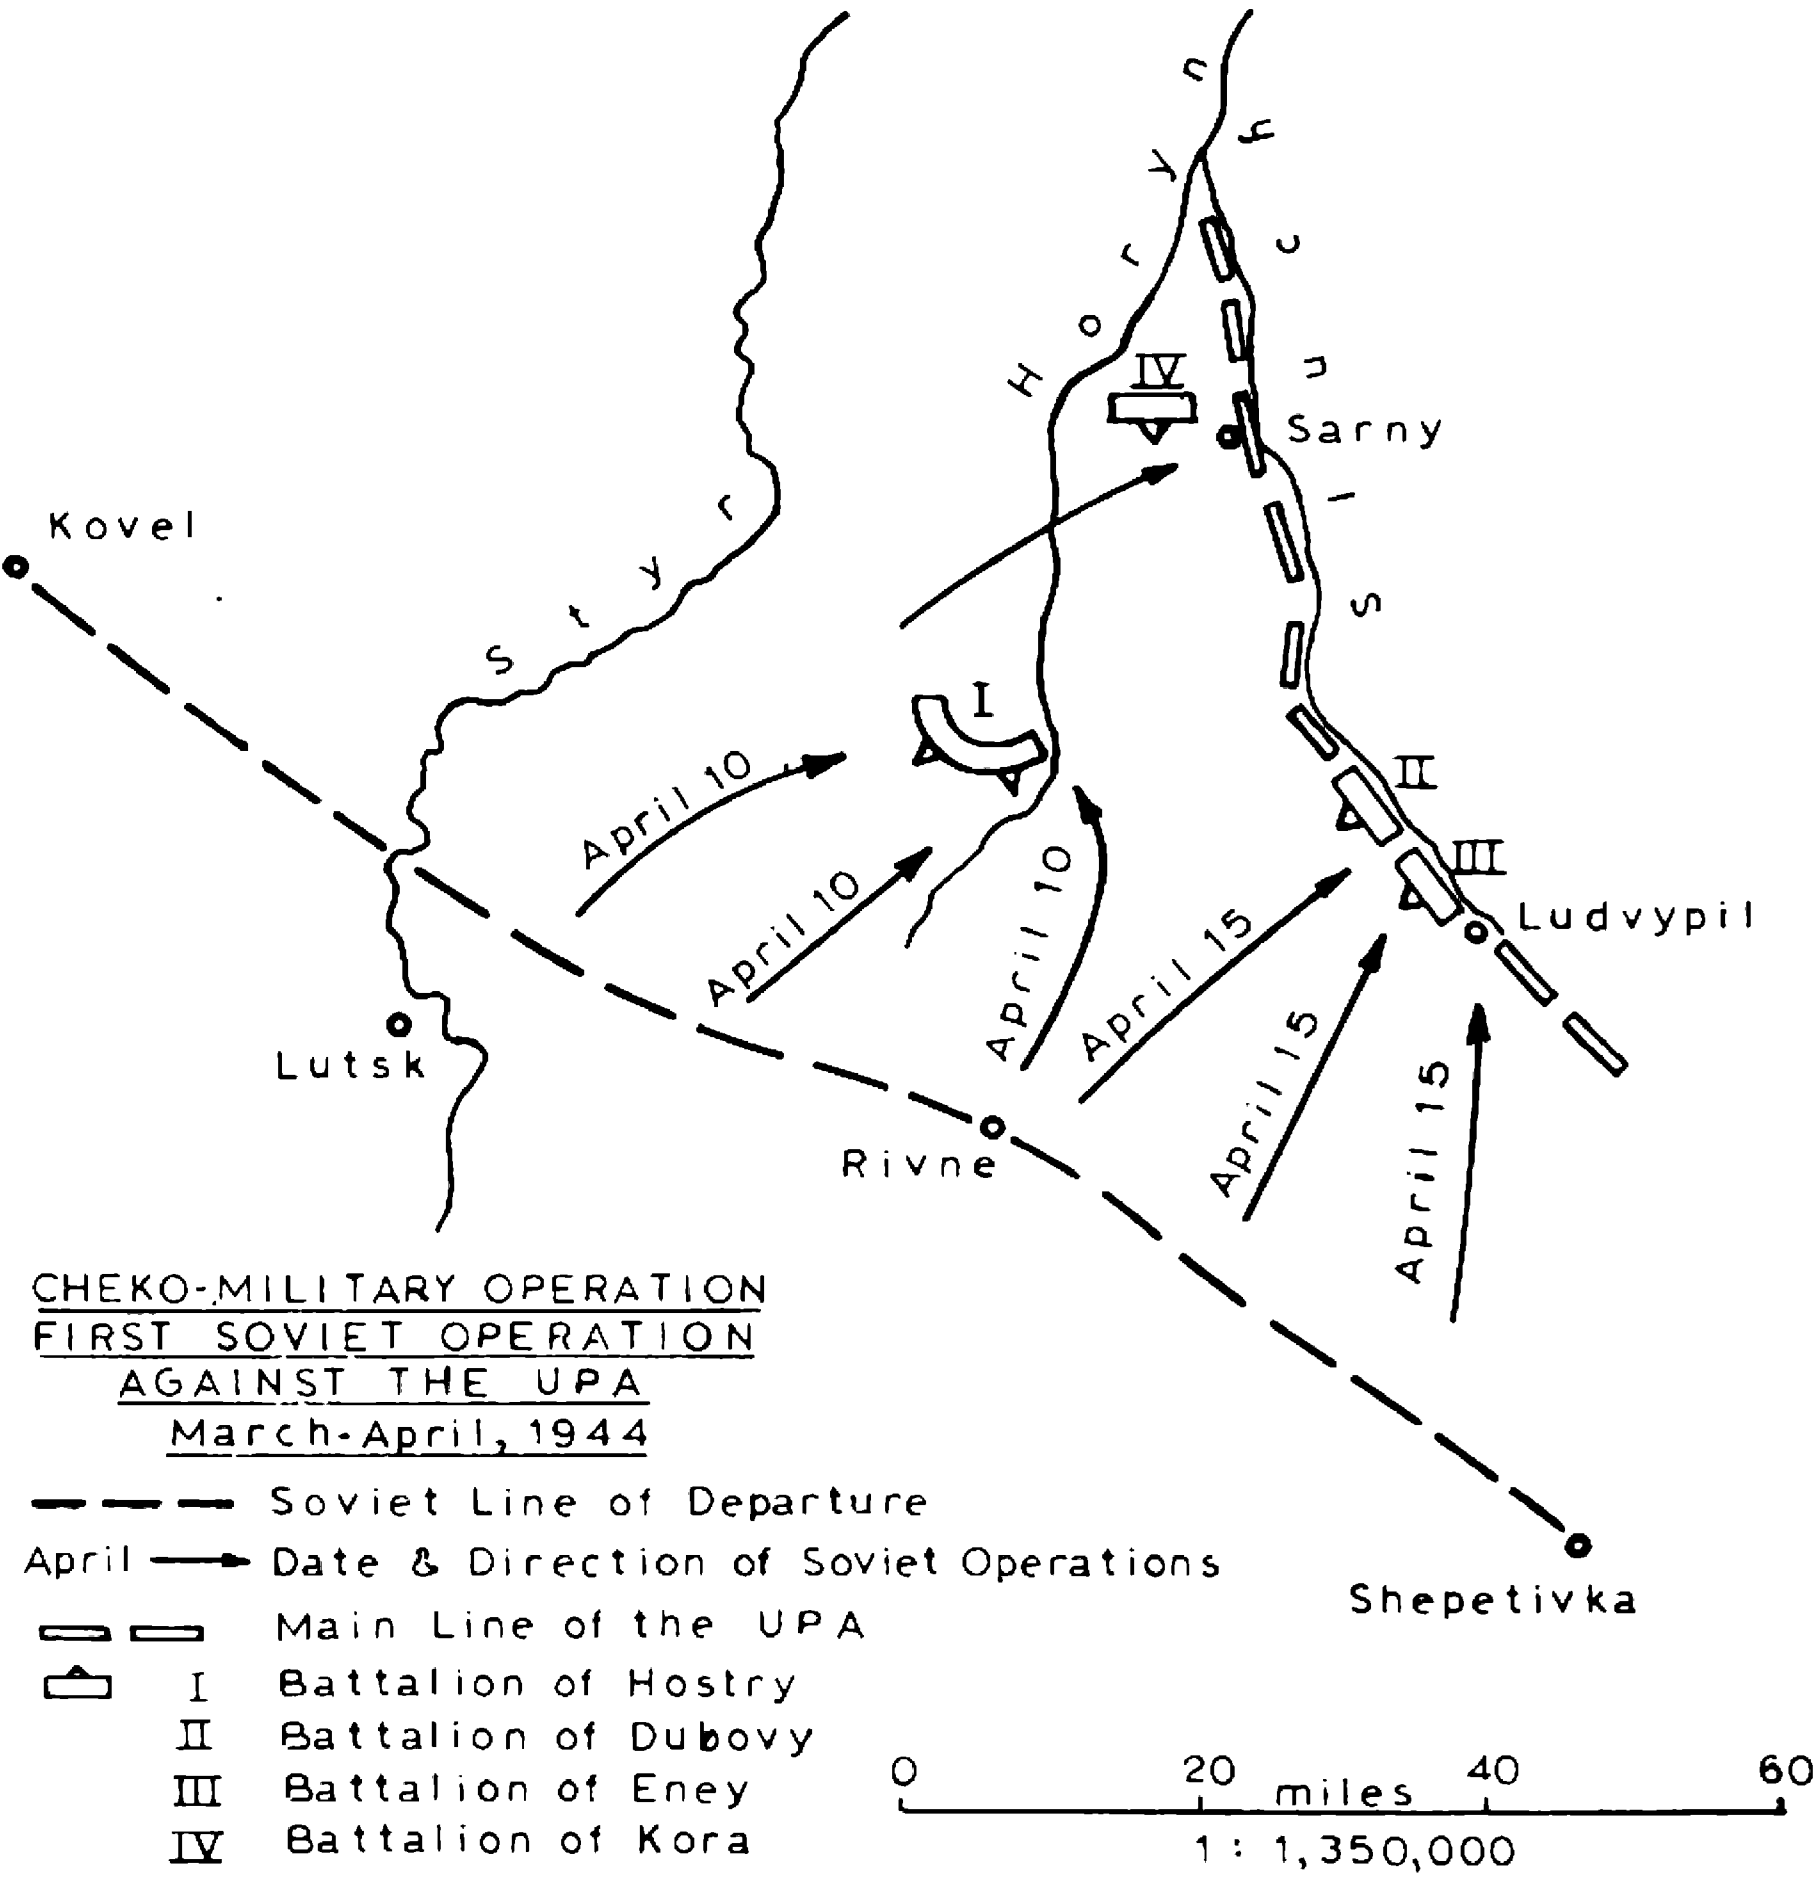 Horyn
Sluch
IV
Sarny
Kovel
Styr
I
April 10
II
III
Ludvypil
April 10
April 10
April 15
April 15
April 15
Lutsk
Rivne
CHEKO-MILITARY OPERATION
FIRST SOVIET OPERATION
AGAINST THE UPA
March-April, 1944
Soviet Line of Departure
April Date & Direction of Soviet Operations
Shepetivka
Main Line of the UPA
I Battalion of Hostry
II Battalion of Dubovy
III Battalion of Eney
IV Battalion of Kora
0 20 40 60
miles
1: 1,350,000